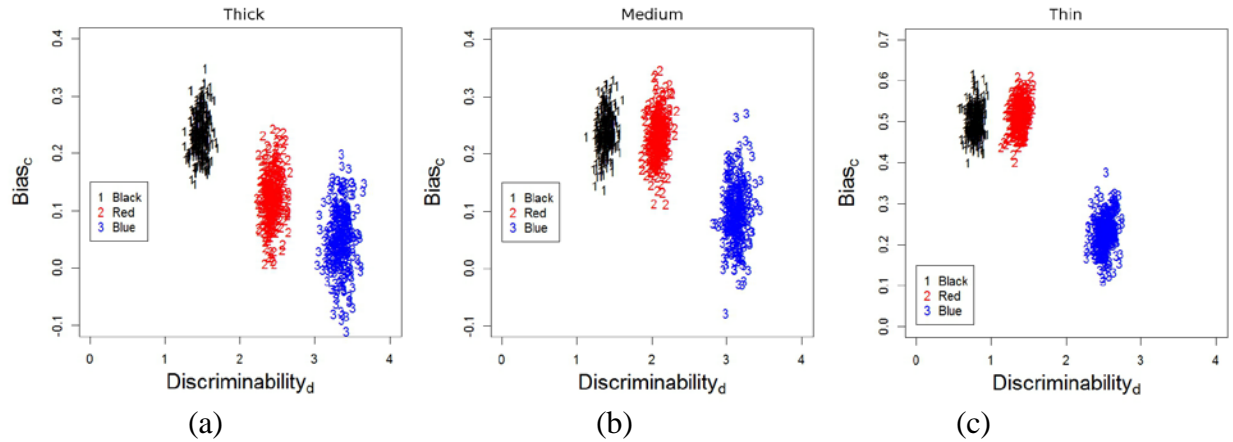 Thick
Bias_c
0.4
0.3
0.2
0.1
0.0
-0.1
1 Black
2 Red
3 Blue
0 1 2 3 4
Discriminability_d
(a)
Medium
Bias_c
0.4
0.3
0.2
0.1
0.0
-0.1
1 Black
2 Red
3 Blue
0 1 2 3 4
Discriminability_d
(b)
Thin
Bias_c
0.7
0.6
0.5
0.4
0.3
0.2
0.1
0.0
1 Black
2 Red
3 Blue
0 1 2 3 4
Discriminability_d
(c)